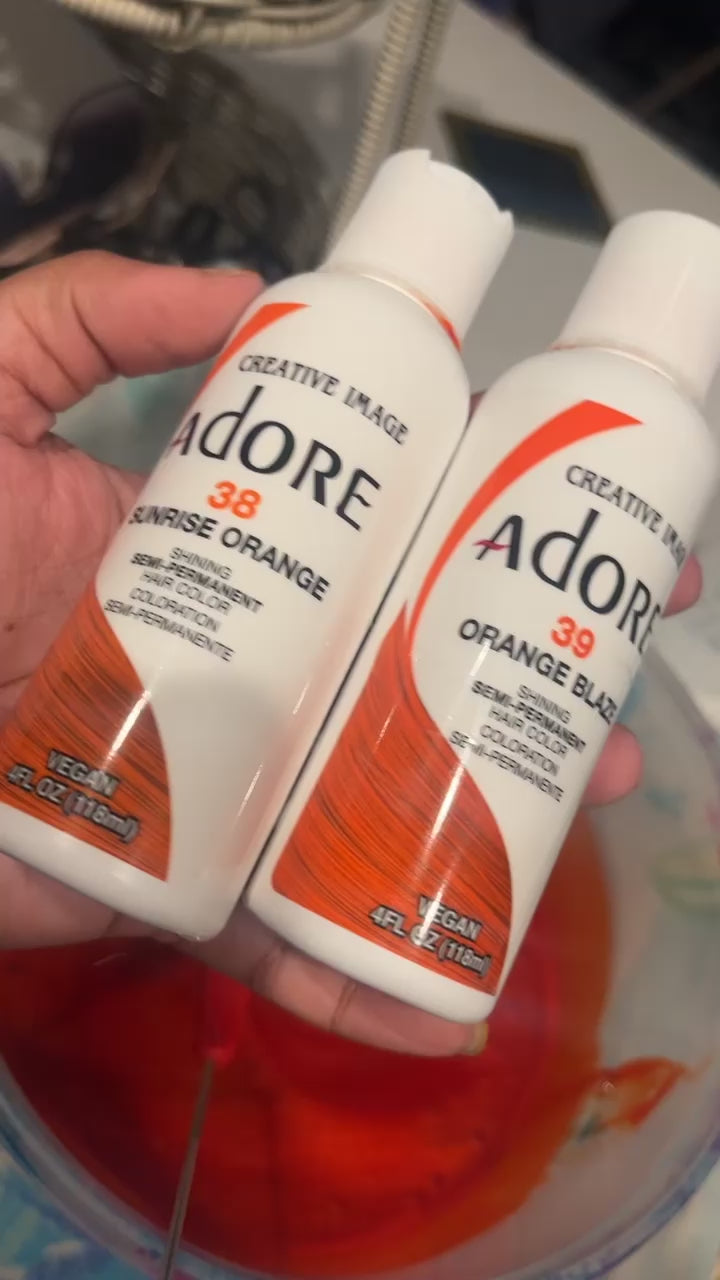 CREATIVE IMAGE
Adore
38
SUNRISE ORANGE
SHINING
SEMI-PERMANENT
HAIR COLOR
COLORATION
SEMI-PERMANENTE
VEGAN
4FL OZ (118ml)
CREATIVE IMA
Adore
39
ORANGE BLAZE
SHINING
SEMI-PERMANENT
HAIR COLOR
COLORATION
SEMI-PERMANENTE
VEGAN
4FL OZ (118ml)